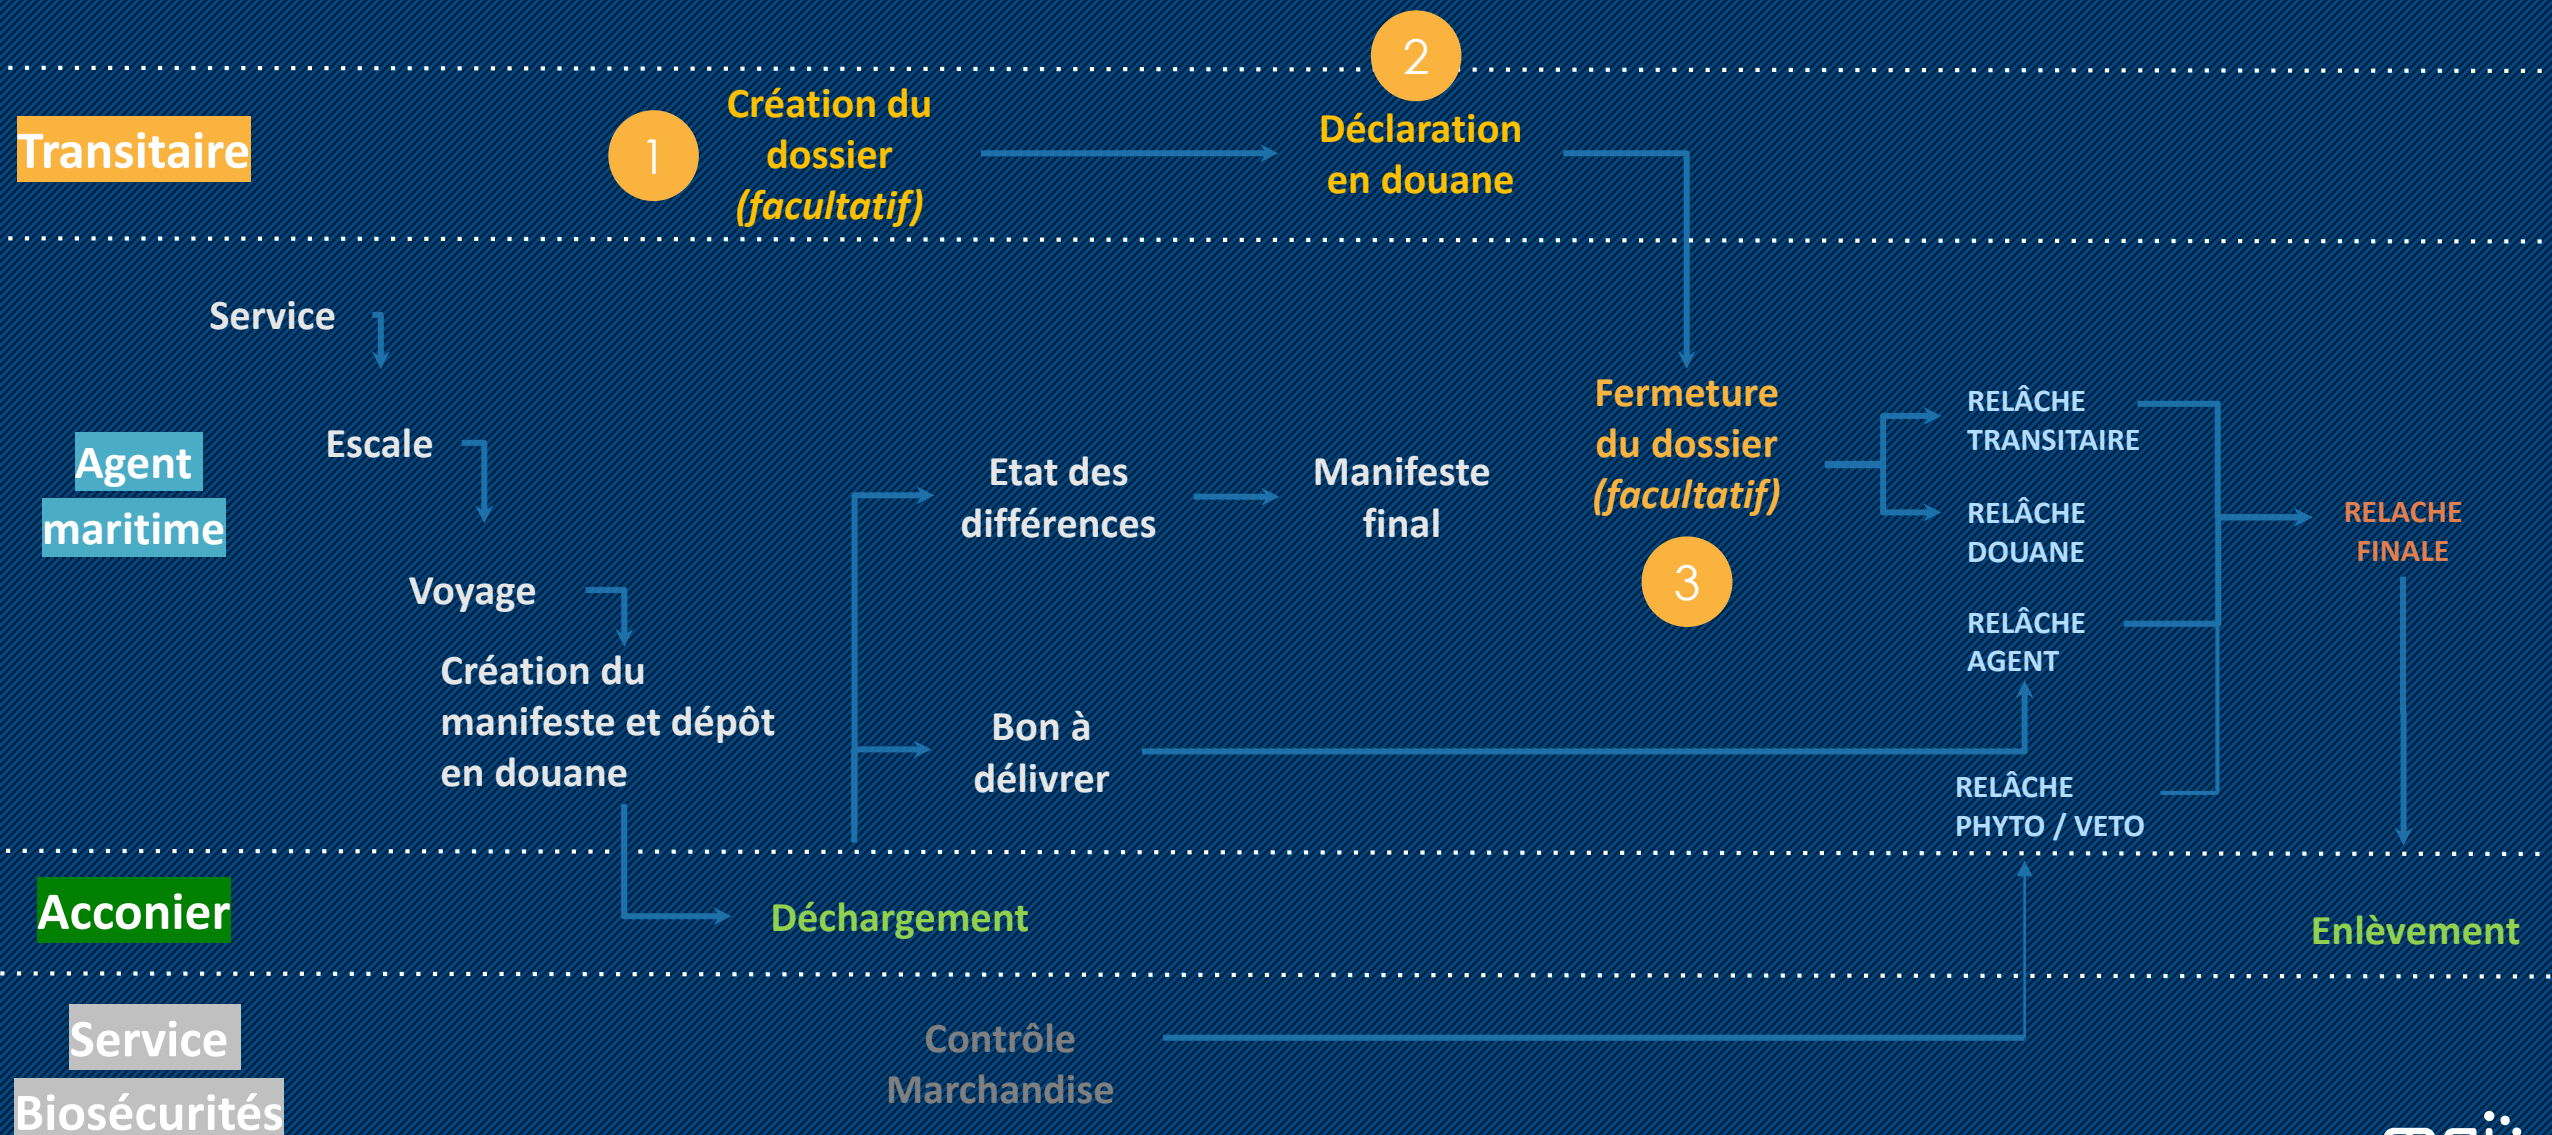 2
Transitaire
1
Création du
dossier
(facultatif)
Déclaration
en douane
Service
Escale
Agent
maritime
Voyage
Création du
manifeste et dépôt
en douane
Etat des
différences
Manifeste
final
Bon à
délivrer
Fermeture
du dossier
(facultatif)
3
RELÂCHE
TRANSITAIRE
RELÂCHE
DOUANE
RELÂCHE
AGENT
RELÂCHE
PHYTO / VETO
RELACHE
FINALE
Acconier
Déchargement
Enlèvement
Service
Biosécurités
Contrôle
Marchandise